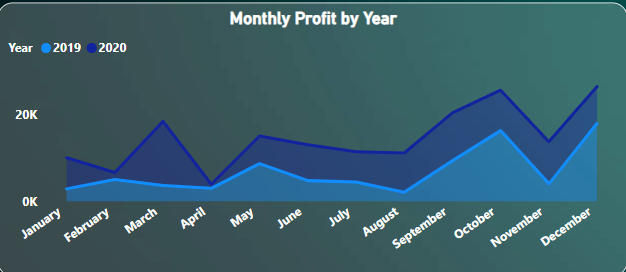 Monthly Profit by Year
Year 2019 2020
20K
0K
January February March April May June July August September October November December